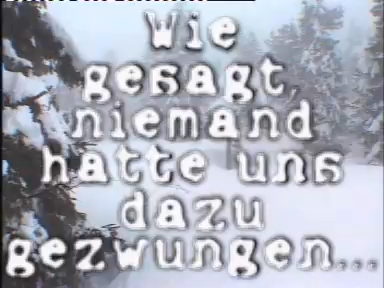 Wie
gesagt,
niemand
hatte uns
dazu
gezwungen...